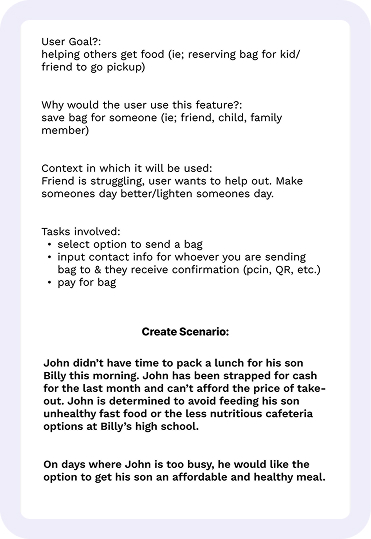 User Goal?:
helping others get food (ie; reserving bag for kid/
friend to go pickup)
Why would the user use this feature?:
save bag for someone (ie; friend, child, family
member)
Context in which it will be used:
Friend is struggling, user wants to help out. Make
someones day better/lighten someones day.
Tasks involved:
• select option to send a bag
• input contact info for whoever you are sending
bag to & they receive confirmation (pcin, QR, etc.)
• pay for bag
Create Scenario:
John didn't have time to pack a lunch for his son
Billy this morning. John has been strapped for cash
for the last month and can't afford the price of take-
out. John is determined to avoid feeding his son
unhealthy fast food or the less nutritious cafeteria
options at Billy's high school.
On days where John is too busy, he would like the
option to get his son an affordable and healthy meal.